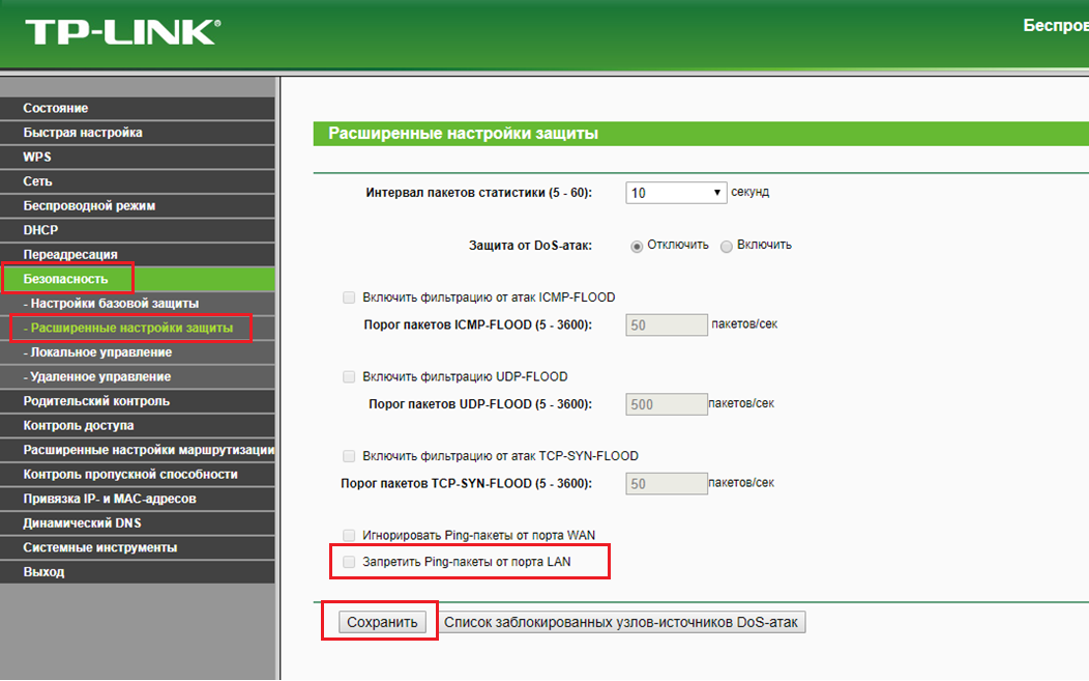 TP-LINK®
Беспров
Состояние
Быстрая настройка
WPS
Сеть
Беспроводной режим
DHCP
Переадресация
Безопасность
- Настройки базовой защиты
- Расширенные настройки защиты
- Локальное управление
- Удаленное управление
Родительский контроль
Контроль доступа
Расширенные настройки маршрутизации
Контроль пропускной способности
Привязка IP- и MAC-адресов
Динамический DNS
Системные инструменты
Выход
Расширенные настройки защиты
Интервал пакетов статистики (5 - 60): 10 секунд
Защита от DoS-атак: Отключить Включить
Включить фильтрацию от атак ICMP-FLOOD
Порог пакетов ICMP-FLOOD (5 - 3600): 50 пакетов/сек
Включить фильтрацию UDP-FLOOD
Порог пакетов UDP-FLOOD (5 - 3600): 500 пакетов/сек
Включить фильтрацию от атак TCP-SYN-FLOOD
Порог пакетов TCP-SYN-FLOOD (5 - 3600): 50 пакетов/сек
Игнорировать Ping-пакеты от порта WAN
Запретить Ping-пакеты от порта LAN
Сохранить Список заблокированных узлов-источников DoS-атак